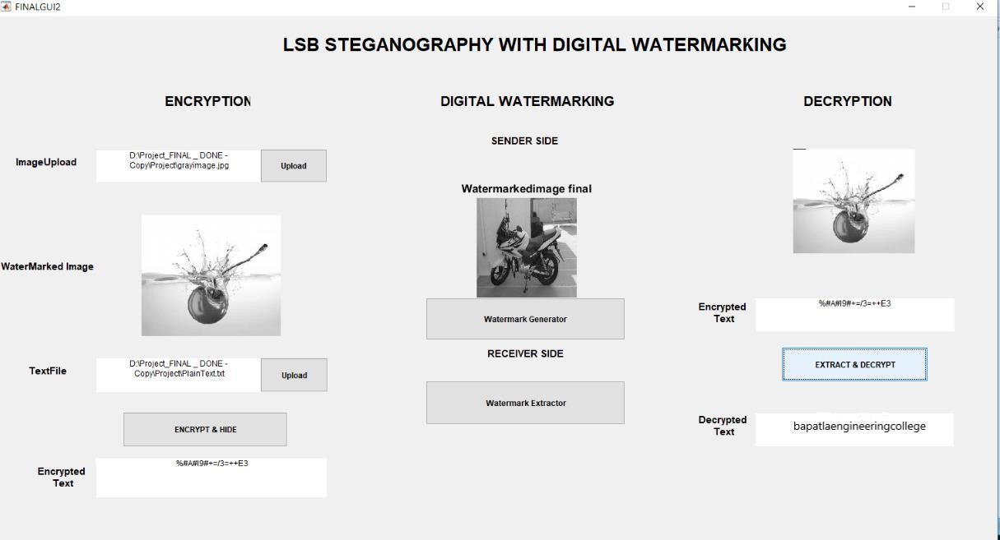 FINALGUI2
LSB STEGANOGRAPHY WITH DIGITAL WATERMARKING
ENCRYPTION
ImageUpload
D:\Project_FINAL _ DONE -
Copy\Project\grayimage.jpg
Upload
WaterMarked Image
TextFile
D:\Project_FINAL _ DONE -
Copy\Project\PlainText.txt
Upload
ENCRYPT & HIDE
Encrypted
Text
%#A#I9#+=/3=++E3
DIGITAL WATERMARKING
SENDER SIDE
Watermarkedimage final
Watermark Generator
RECEIVER SIDE
Watermark Extractor
DECRYPTION
Encrypted
Text
%#A#I9#+=/3=++E3
EXTRACT & DECRYPT
Decrypted
Text
bapatlaengineeringcollege